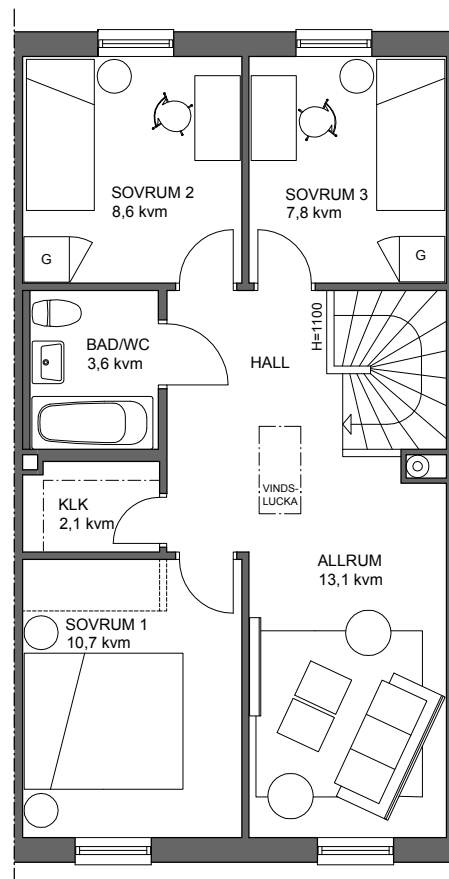 SOVRUM 2
8,6 kvm
SOVRUM 3
7,8 kvm
G
G
BAD/WC
3,6 kvm
HALL
H=1100
KLK
2,1 kvm
VINDS-
LUCKA
ALLRUM
13,1 kvm
SOVRUM 1
10,7 kvm